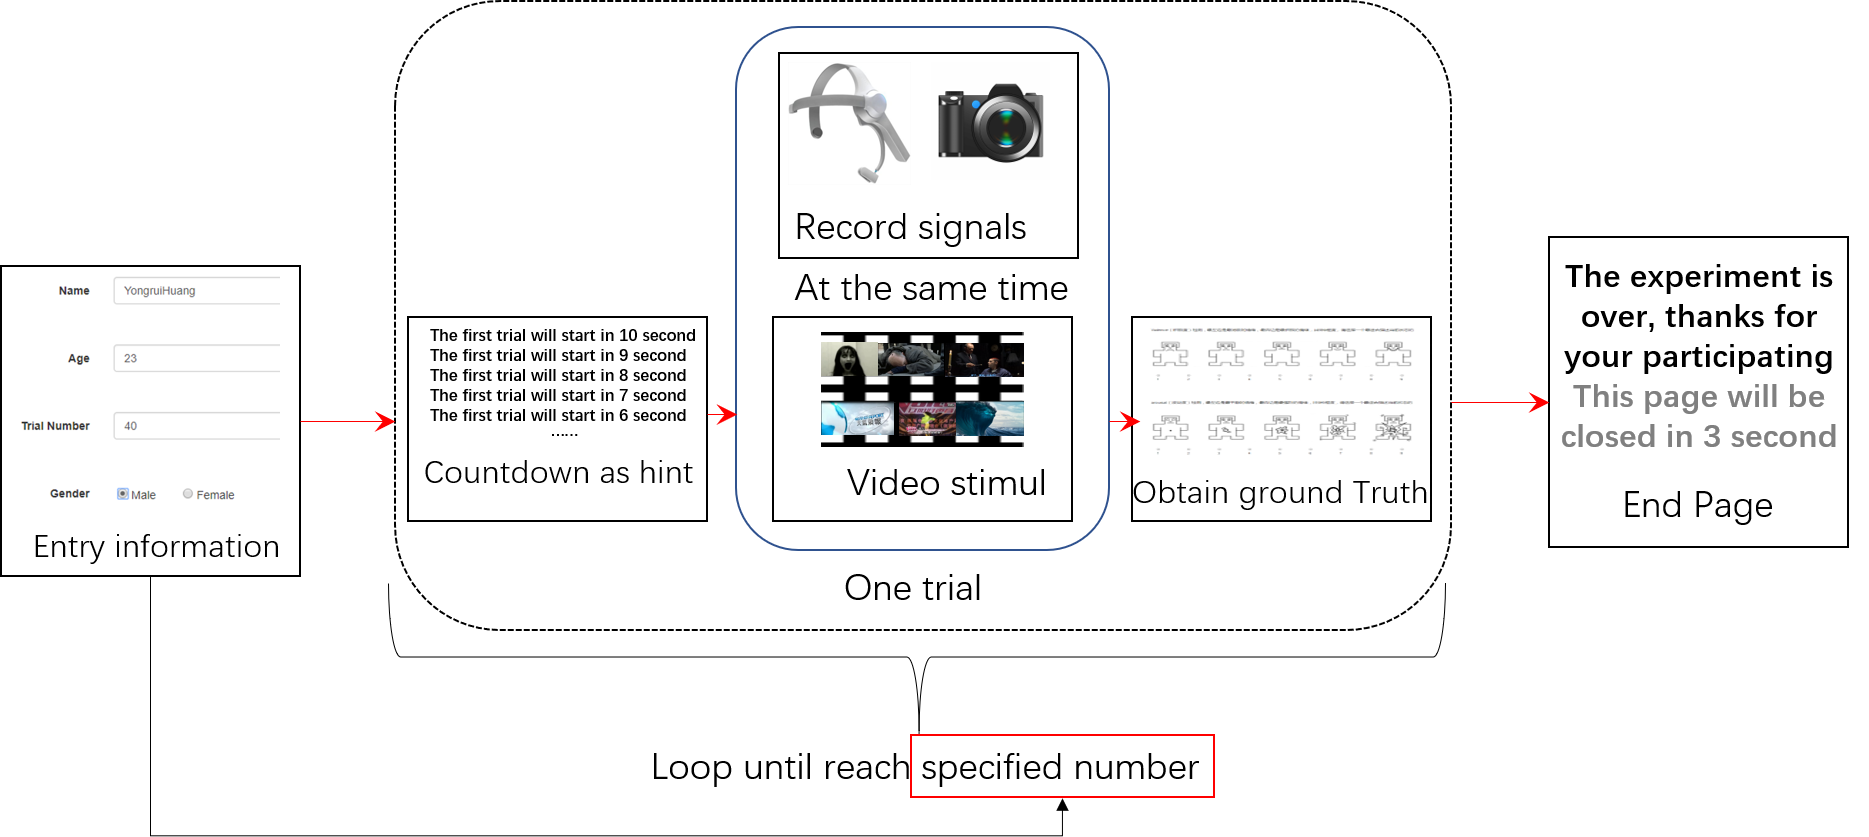 Name
YongruiHuang
Age
23
Trial Number
40
Gender
Male
Female
Entry information
The first trial will start in 10 second
The first trial will start in 9 second
The first trial will start in 8 second
The first trial will start in 7 second
The first trial will start in 6 second
......
Countdown as hint
Record signals
At the same time
Video stimul
Obtain ground Truth
One trial
The experiment is
over, thanks for
your participating
This page will be
closed in 3 second
End Page
Loop until reach specified number